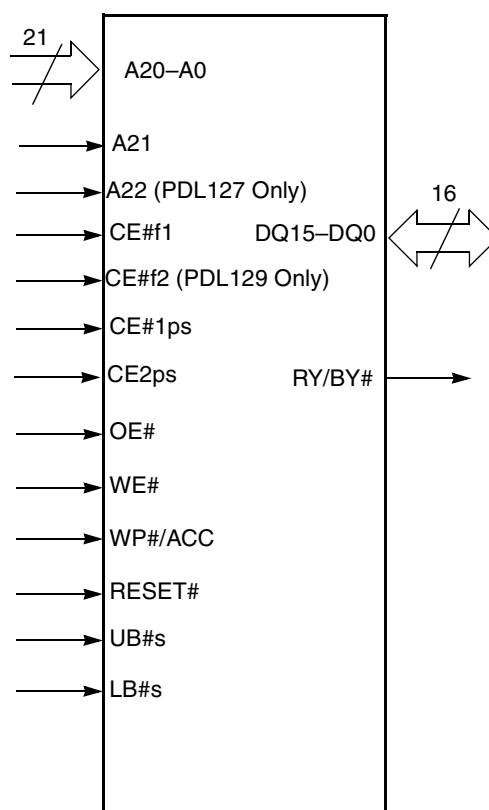 21
A20–A0
A21
A22 (PDL127 Only)
16
CE#f1
DQ15–DQ0
CE#f2 (PDL129 Only)
CE#1ps
CE2ps
RY/BY#
OE#
WE#
WP#/ACC
RESET#
UB#s
LB#s